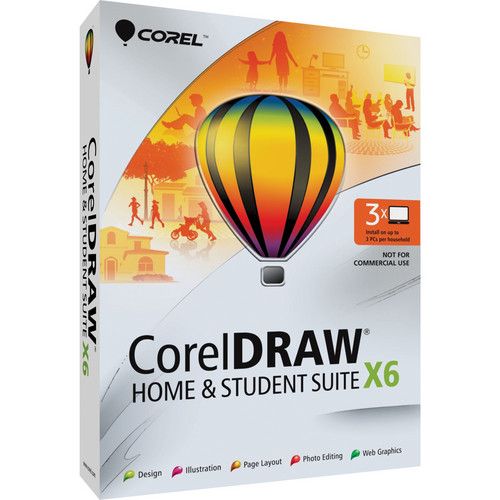 COREL™
3x
Install on up to
3 PCs per household
NOT FOR
COMMERCIAL USE
CorelDRAW®
HOME & STUDENT SUITE X6
Design
Illustration
Page Layout
Photo Editing
Web Graphics
CorelDRAW
HOME & STUDENT SUITE
X6